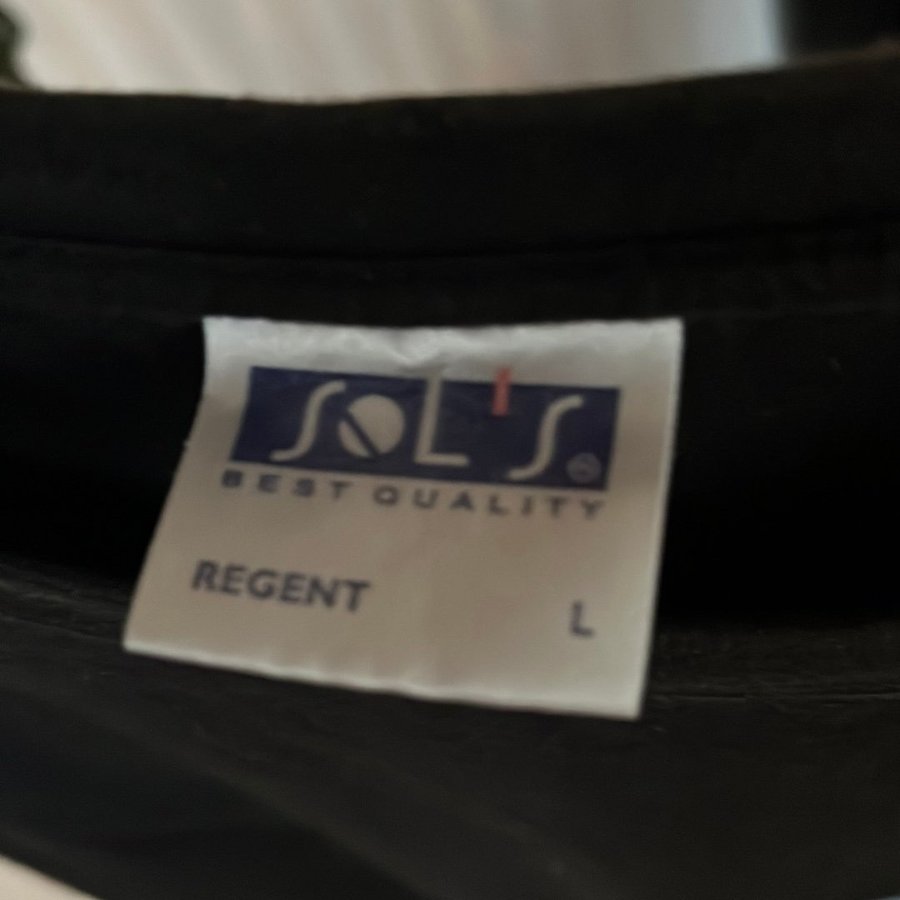 SOL'S®
BEST QUALITY
REGENT L